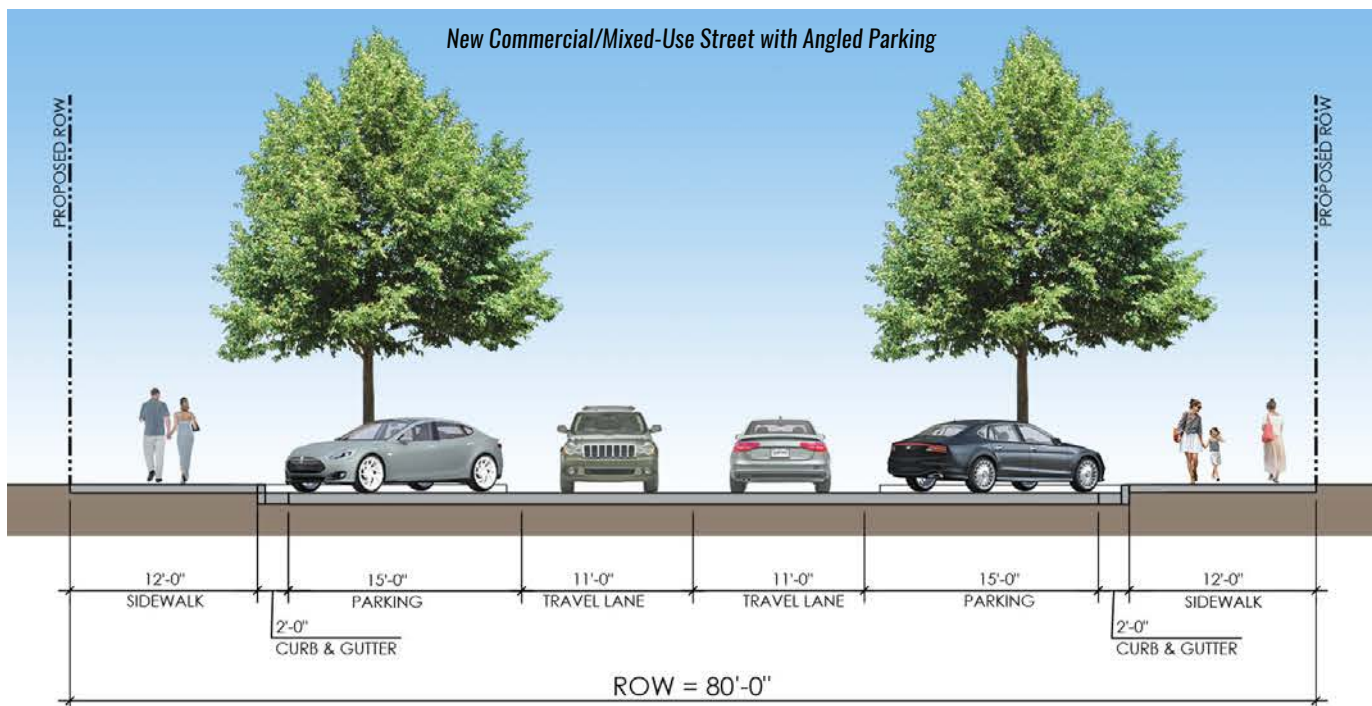 New Commercial/Mixed-Use Street with Angled Parking
PROPOSED ROW
PROPOSED ROW
12'-0"
SIDEWALK
15'-0"
PARKING
11'-0"
TRAVEL LANE
11'-0"
TRAVEL LANE
15'-0"
PARKING
12'-0"
SIDEWALK
2'-0"
CURB & GUTTER
2'-0"
CURB & GUTTER
ROW = 80'-0"